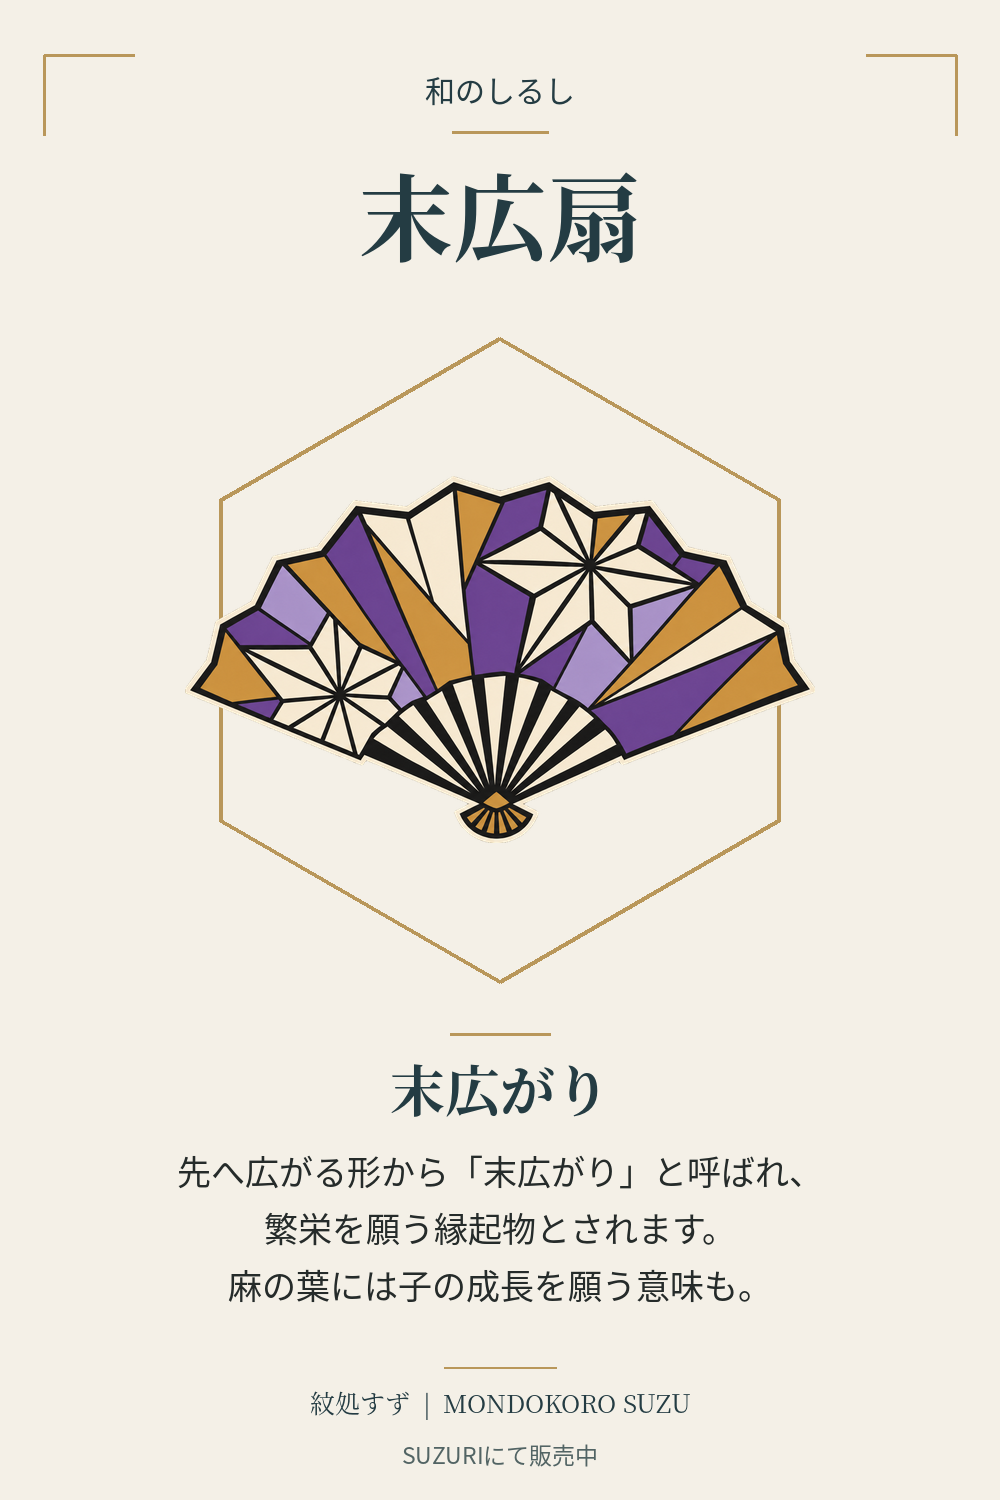 和のしるし
末広扇
末広がり
先へ広がる形から「末広がり」と呼ばれ、
繁栄を願う縁起物とされます。
麻の葉には子の成長を願う意味も。
紋処すず｜MONDOKORO SUZU
SUZURIにて販売中